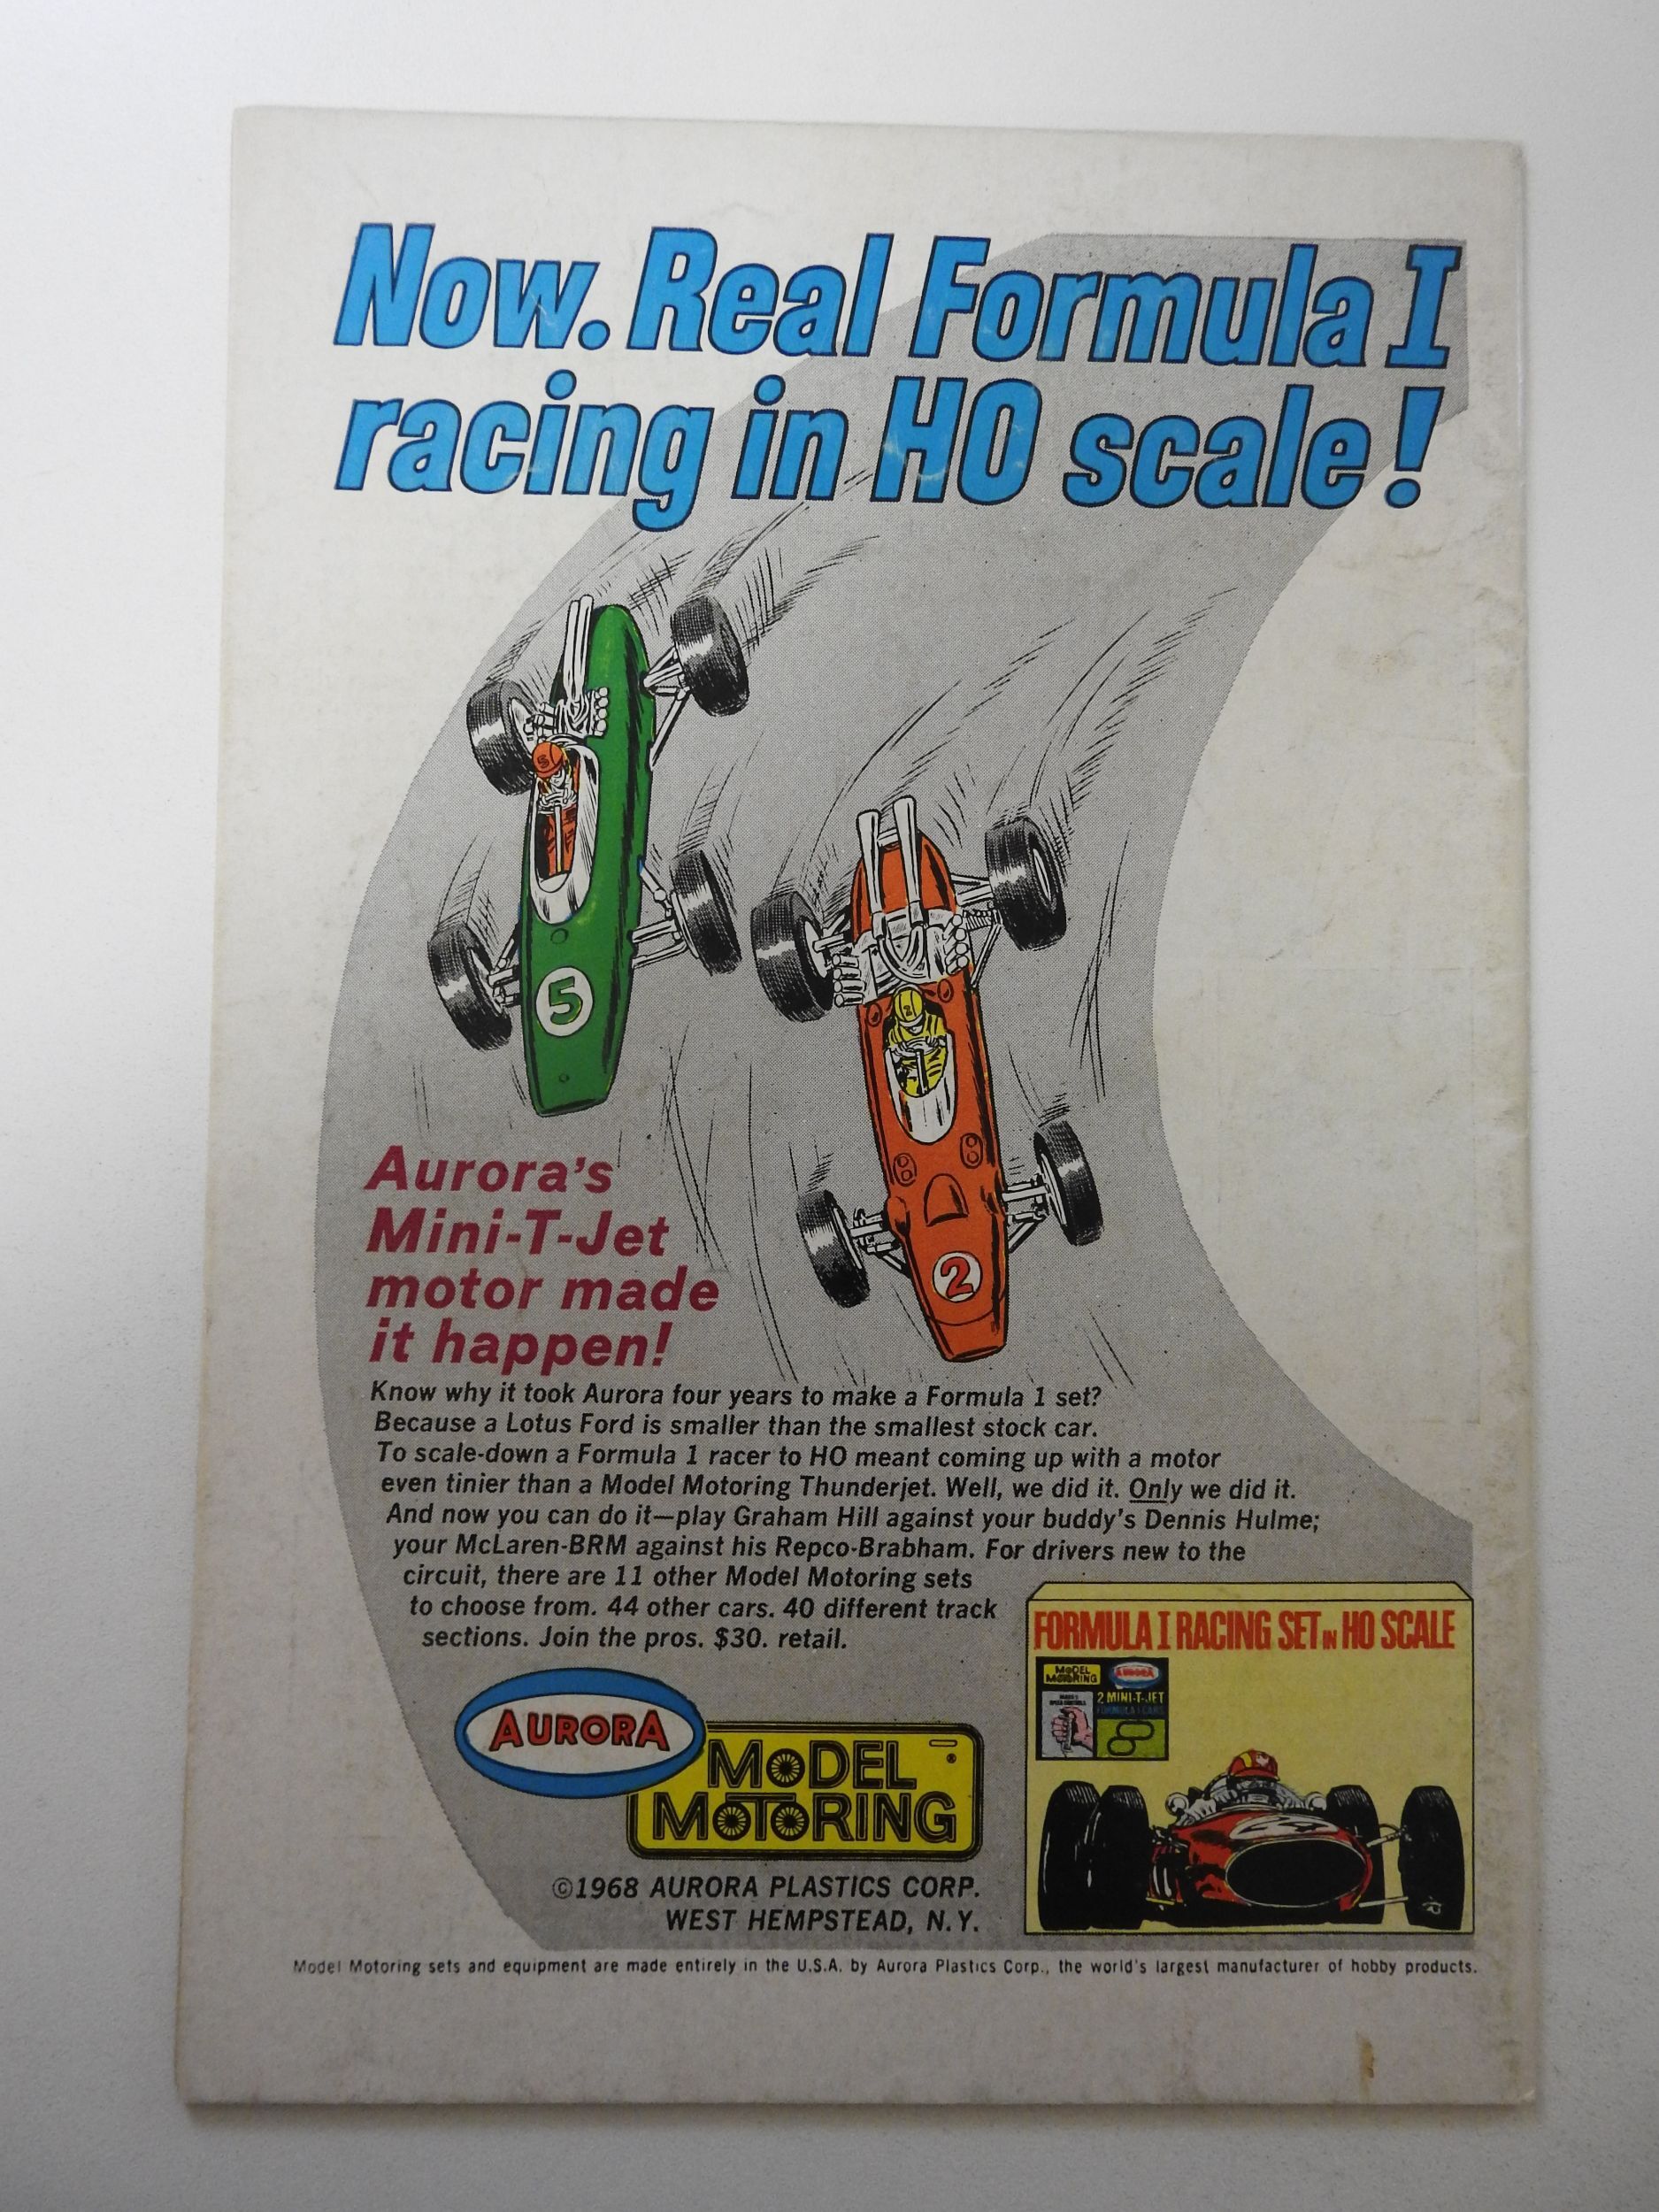 Now. Real Formula I
racing in HO scale!
5
5
2
2
Aurora's
Mini-T-Jet
motor made
it happen!
Know why it took Aurora four years to make a Formula 1 set?
Because a Lotus Ford is smaller than the smallest stock car.
To scale-down a Formula 1 racer to HO meant coming up with a motor
even tinier than a Model Motoring Thunderjet. Well, we did it. Only we did it.
And now you can do it—play Graham Hill against your buddy's Dennis Hulme;
your McLaren-BRM against his Repco-Brabham. For drivers new to the
circuit, there are 11 other Model Motoring sets
to choose from. 44 other cars. 40 different track
sections. Join the pros. $30. retail.
FORMULA I RACING SET IN HO SCALE
MODEL
MOTORING
AURORA
2 MINI-T-JET
FORMULA I CARS
AURORA
MODEL
MOTORING
®
©1968 AURORA PLASTICS CORP.
WEST HEMPSTEAD, N.Y.
Model Motoring sets and equipment are made entirely in the U.S.A. by Aurora Plastics Corp., the world's largest manufacturer of hobby products.